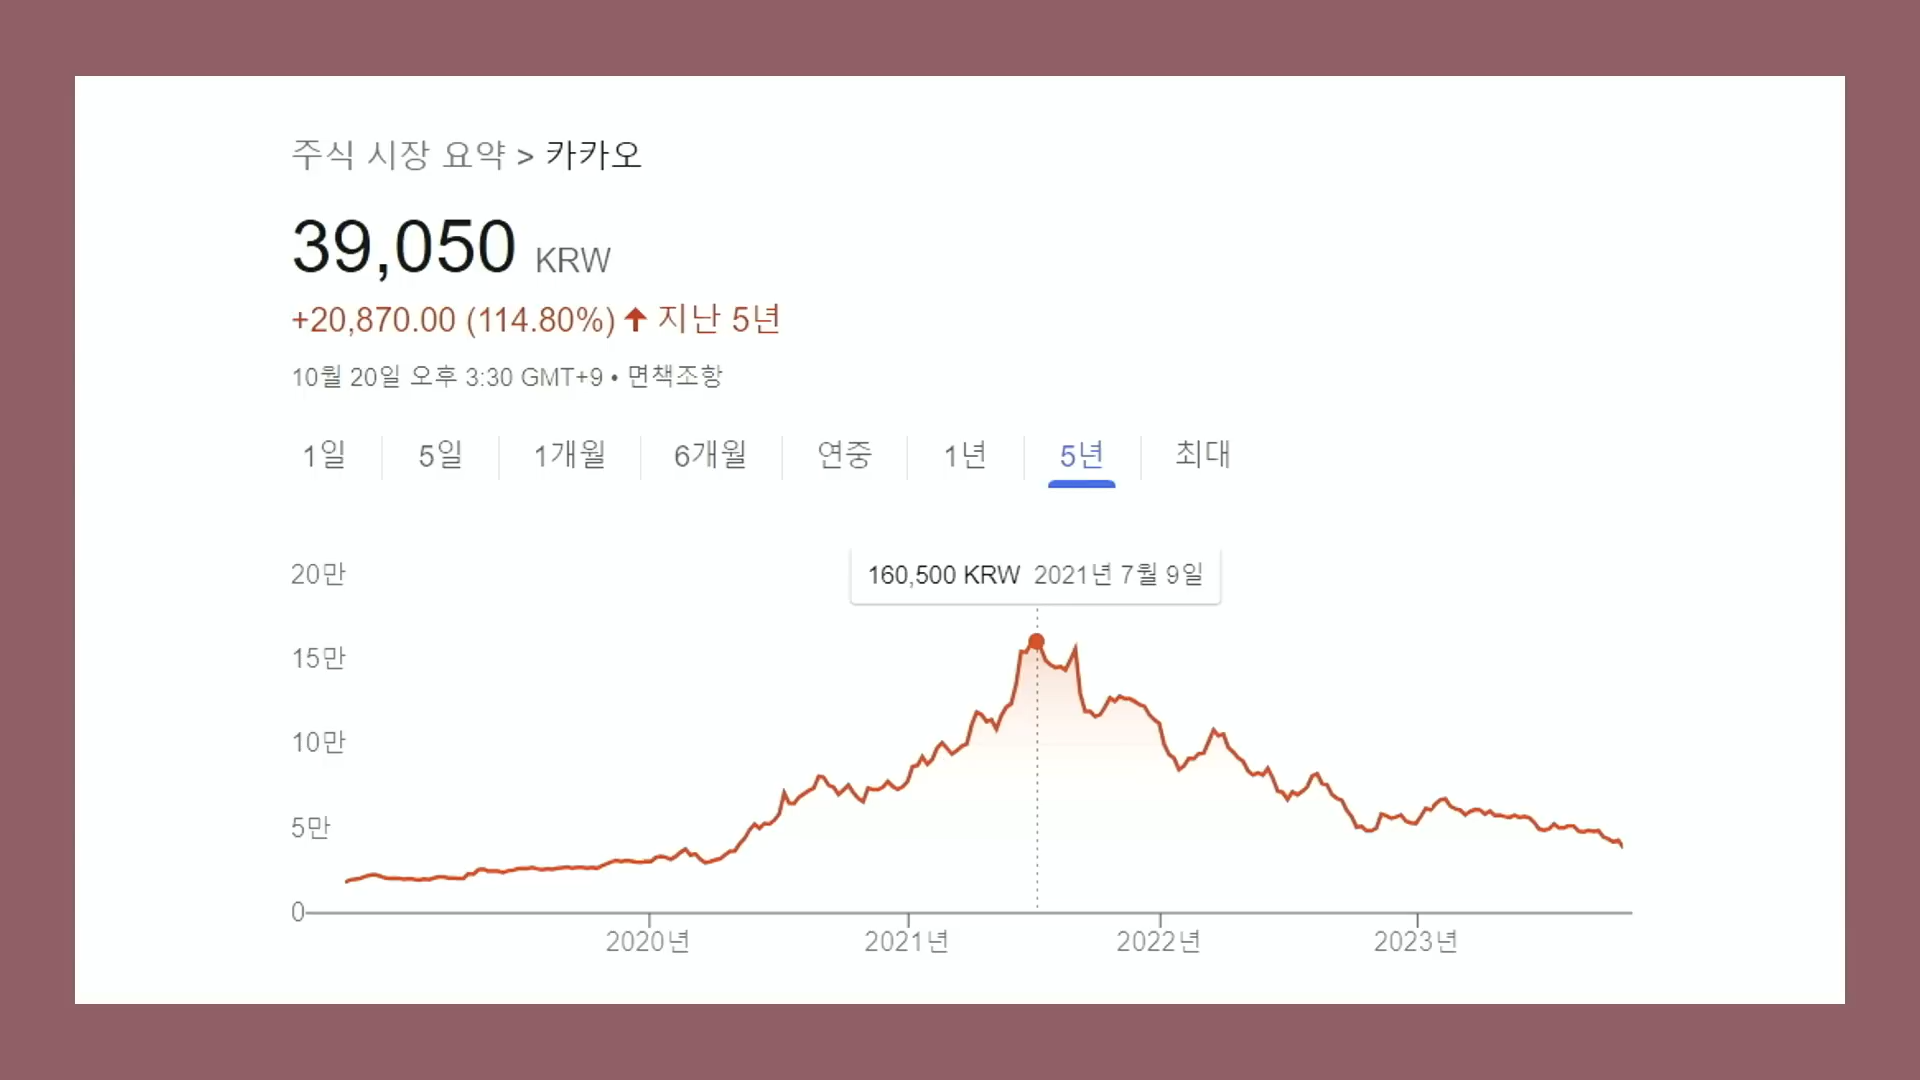 주식 시장 요약 > 카카오
39,050 KRW
+20,870.00 (114.80%) ↑ 지난 5년
10월 20일 오후 3:30 GMT+9 • 면책조항
1일 5일 1개월 6개월 연중 1년 5년 최대
160,500 KRW 2021년 7월 9일
20만
15만
10만
5만
0
2020년 2021년 2022년 2023년